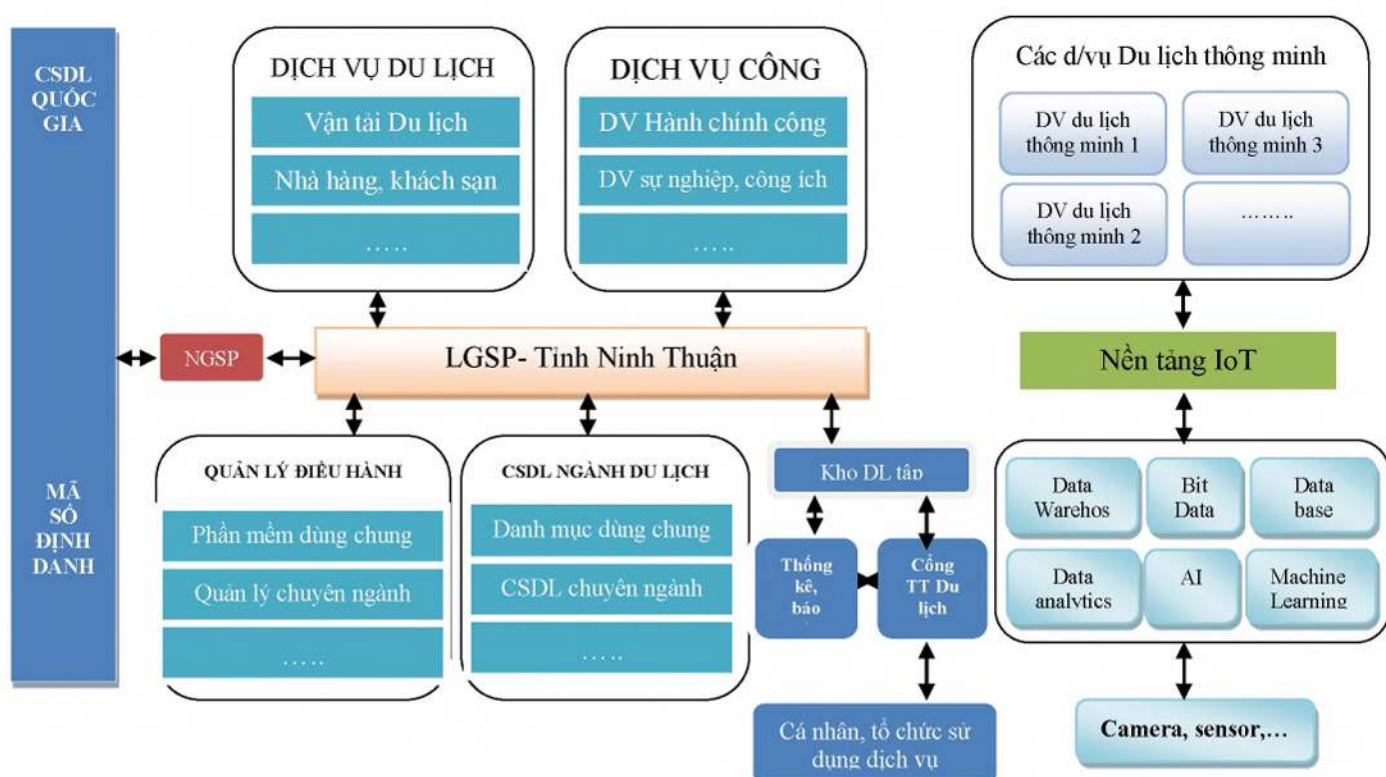 CSDL
QUỐC
GIA
MÃ
SỐ
ĐỊNH
DANH
DỊCH VỤ DU LỊCH
Vận tải Du lịch
Nhà hàng, khách sạn
.....
DỊCH VỤ CÔNG
DV Hành chính công
DV sự nghiệp, công ích
.....
Các d/vụ Du lịch thông minh
DV du lịch
thông minh 1
DV du lịch
thông minh 3
DV du lịch
thông minh 2
........
NGSP
LGSP- Tỉnh Ninh Thuận
Nền tảng IoT
QUẢN LÝ ĐIỀU HÀNH
Phần mềm dùng chung
Quản lý chuyên ngành
.....
CSDL NGÀNH DU LỊCH
Danh mục dùng chung
CSDL chuyên ngành
.....
Kho DL tập
Thống
kê,
báo
Cổng
TT Du
lịch
Cá nhân, tổ chức sử
dụng dịch vụ
Data
Warehos
Bit
Data
Data
base
Data
analytics
AI
Machine
Learning
Camera, sensor,...